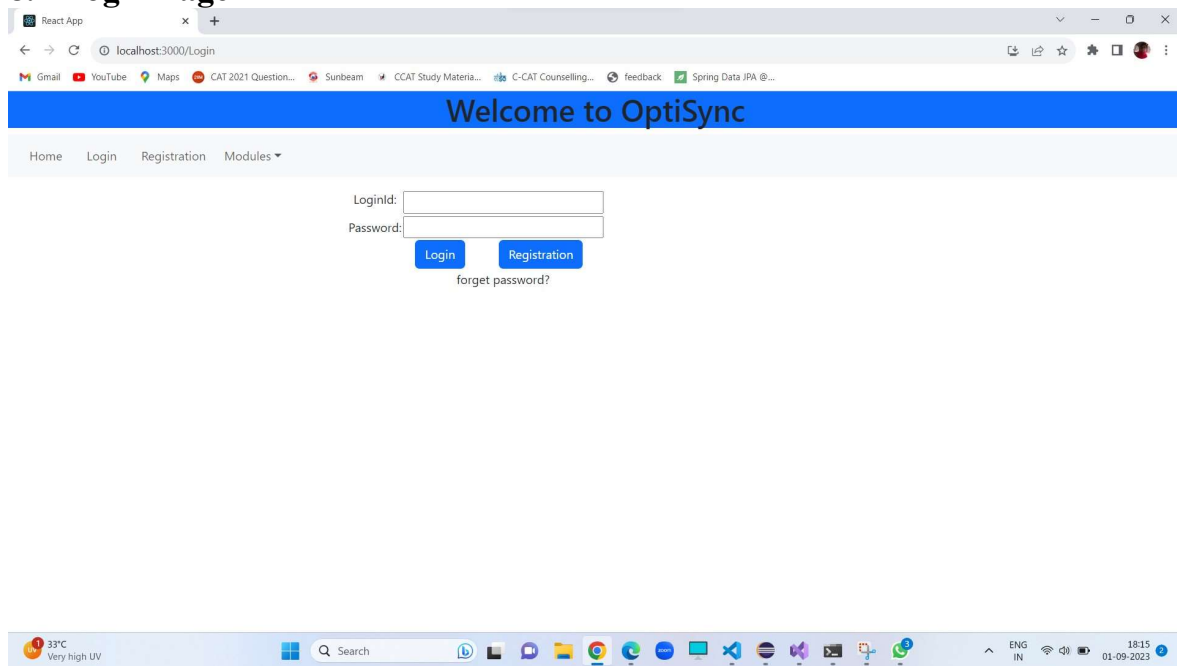 React App
localhost:3000/Login
Gmail YouTube Maps CAT 2021 Question... Sunbeam CCAT Study Materia... C-CAT Counselling... feedback Spring Data JPA @...
Welcome to OptiSync
Home Login Registration Modules
LoginId:
Password:
Login Registration
forget password?
33°C Search ENG 18:15
Very high UV IN 01-09-2023 2